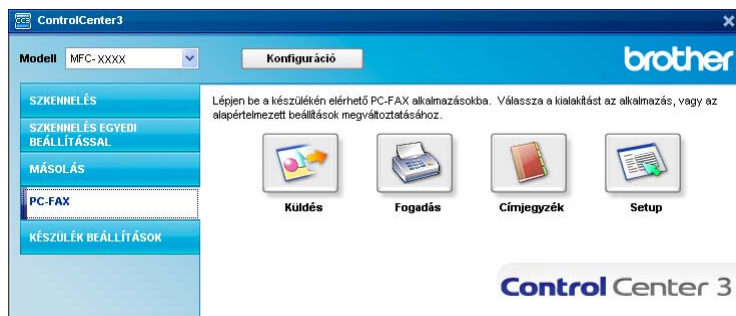 CC3 ControlCenter3
Modell MFC-XXXX Konfiguráció
brother
SZKENNELÉS
SZKENNELÉS EGYEDI
BEÁLLÍTÁSSAL
MÁSOLÁS
PC-FAX
KÉSZÜLÉK BEÁLLÍTÁSOK
Lépjen be a készülékén elérhető PC-FAX alkalmazásokba. Válassza a kialakítást az alkalmazás, vagy az
alapértelmezett beállítások megváltoztatásához.
Küldés Fogadás Címjegyzék Setup
Control Center 3